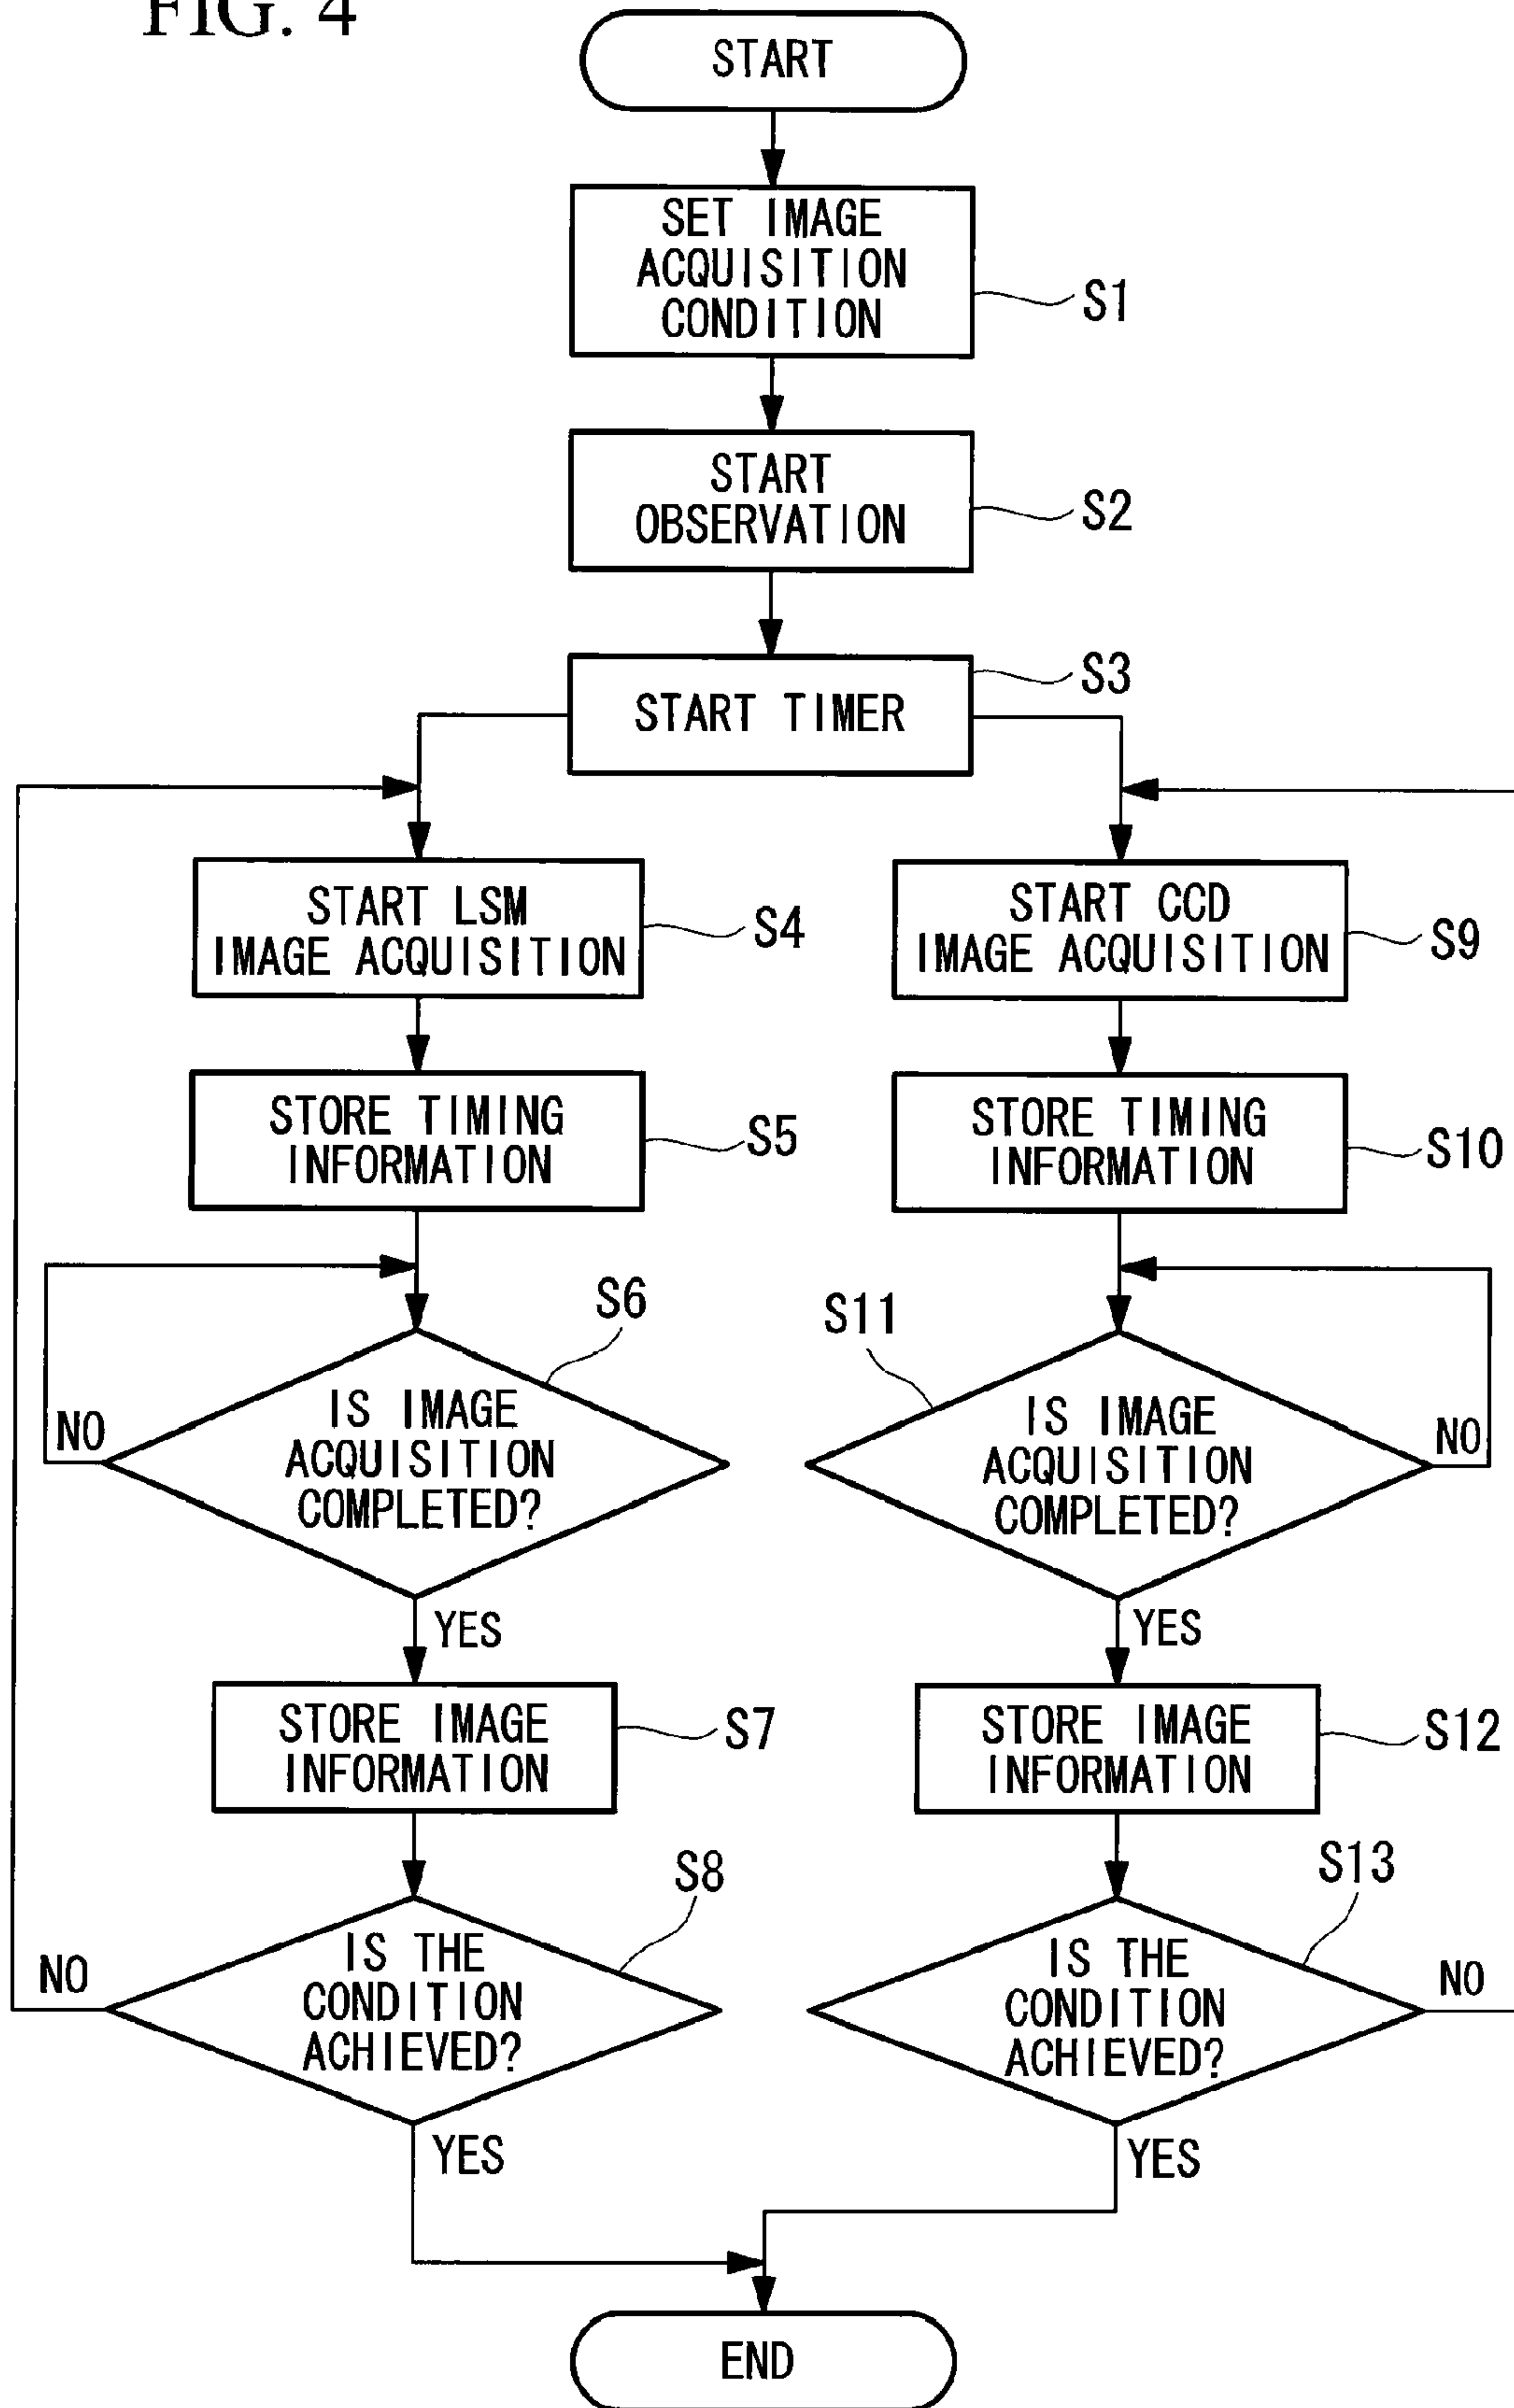 FIG. 4
START
SET IMAGE
ACQUISITION
CONDITION
S1
START
OBSERVATION
S2
START TIMER
S3
START LSM
IMAGE ACQUISITION
S4
STORE TIMING
INFORMATION
S5
S6
IS IMAGE
ACQUISITION
COMPLETED?
NO
YES
STORE IMAGE
INFORMATION
S7
S8
IS THE
CONDITION
ACHIEVED?
NO
YES
START CCD
IMAGE ACQUISITION
S9
STORE TIMING
INFORMATION
S10
S11
IS IMAGE
ACQUISITION
COMPLETED?
NO
YES
STORE IMAGE
INFORMATION
S12
S13
IS THE
CONDITION
ACHIEVED?
NO
YES
END